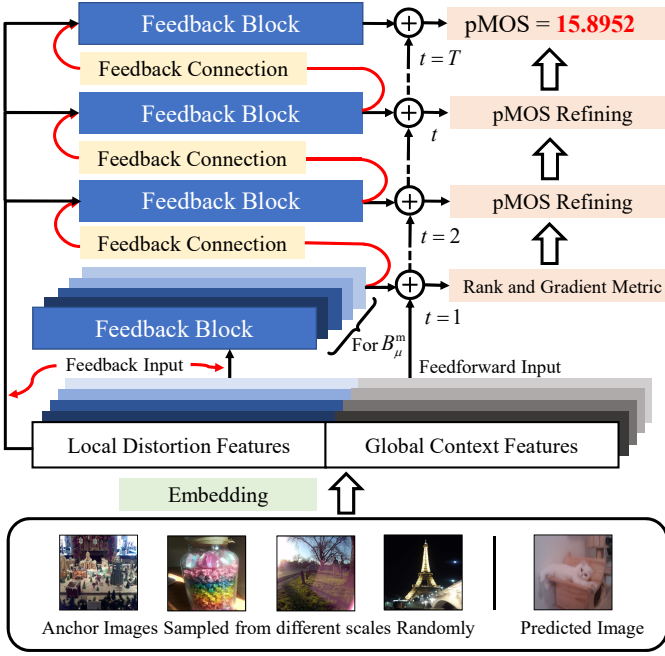 Feedback Block
pMOS = 15.8952
t = T
Feedback Connection
Feedback Block
t
pMOS Refining
Feedback Connection
Feedback Block
pMOS Refining
t = 2
Feedback Connection
Rank and Gradient Metric
t = 1
Feedback Block
For B_μ^m
Feedback Input
Feedforward Input
Local Distortion Features
Global Context Features
Embedding
Anchor Images Sampled from different scales Randomly
Predicted Image